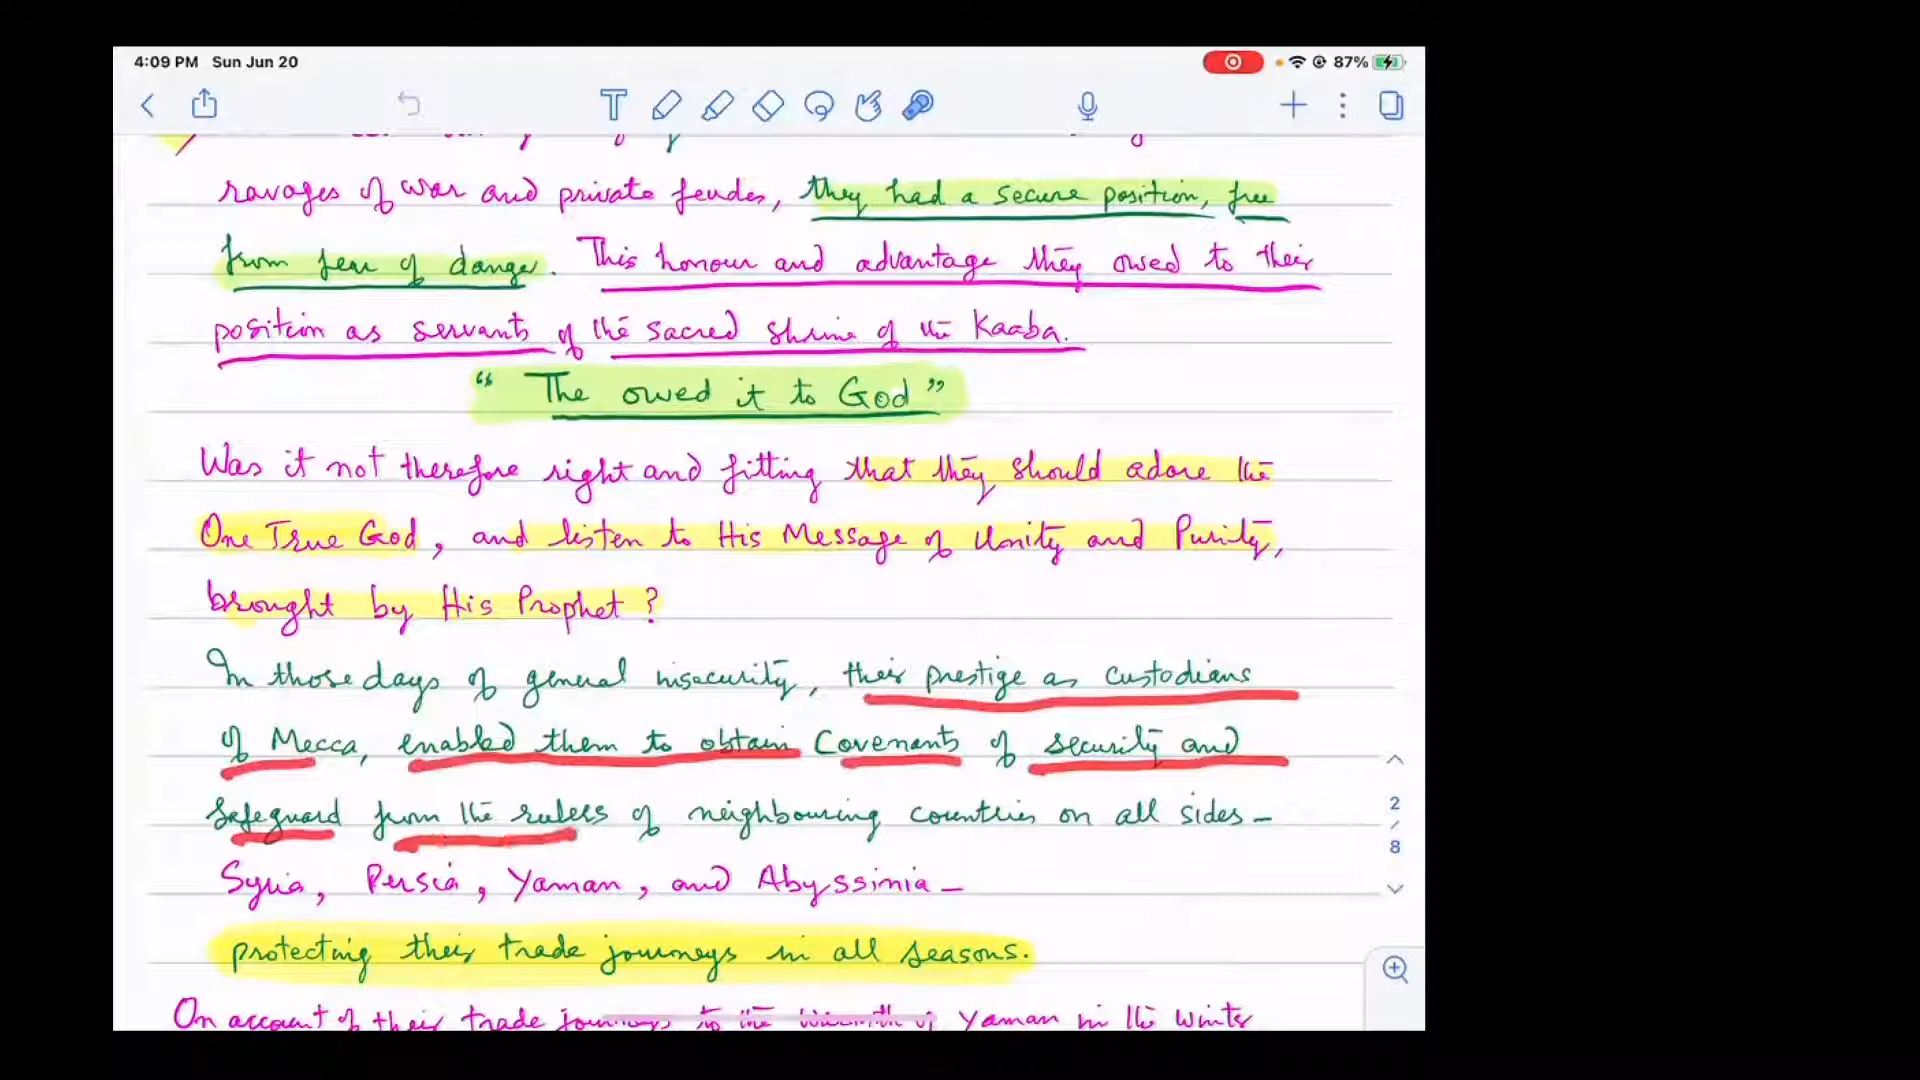 4:09 PM Sun Jun 20
87%
T
ravages of war and private feudes, they had a secure position, free
from fear of danger. This honour and advantage they owed to their
position as servants of the sacred shrine of the Kaaba.
“ The owed it to God ”
Was it not therefore right and fitting that they should adore the
One True God, and listen to His Message of Unity and Purity,
brought by His Prophet ?
In those days of general insecurity, their prestige as custodians
of Mecca, enabled them to obtain Covenants of security and
safeguard from the rulers of neighbouring countries on all sides –
2
/
8
Syria, Persia, Yaman, and Abyssinia –
protecting their trade journeys in all seasons.
On account of their trade journeys to the warmth of Yaman in the